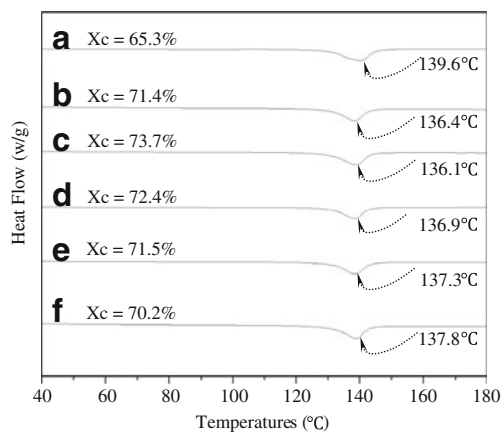 a Xc = 65.3%
139.6℃
b Xc = 71.4%
136.4℃
c Xc = 73.7%
136.1℃
d Xc = 72.4%
136.9℃
e Xc = 71.5%
137.3℃
f Xc = 70.2%
137.8℃
Heat Flow (w/g)
40 60 80 100 120 140 160 180
Temperatures (℃)